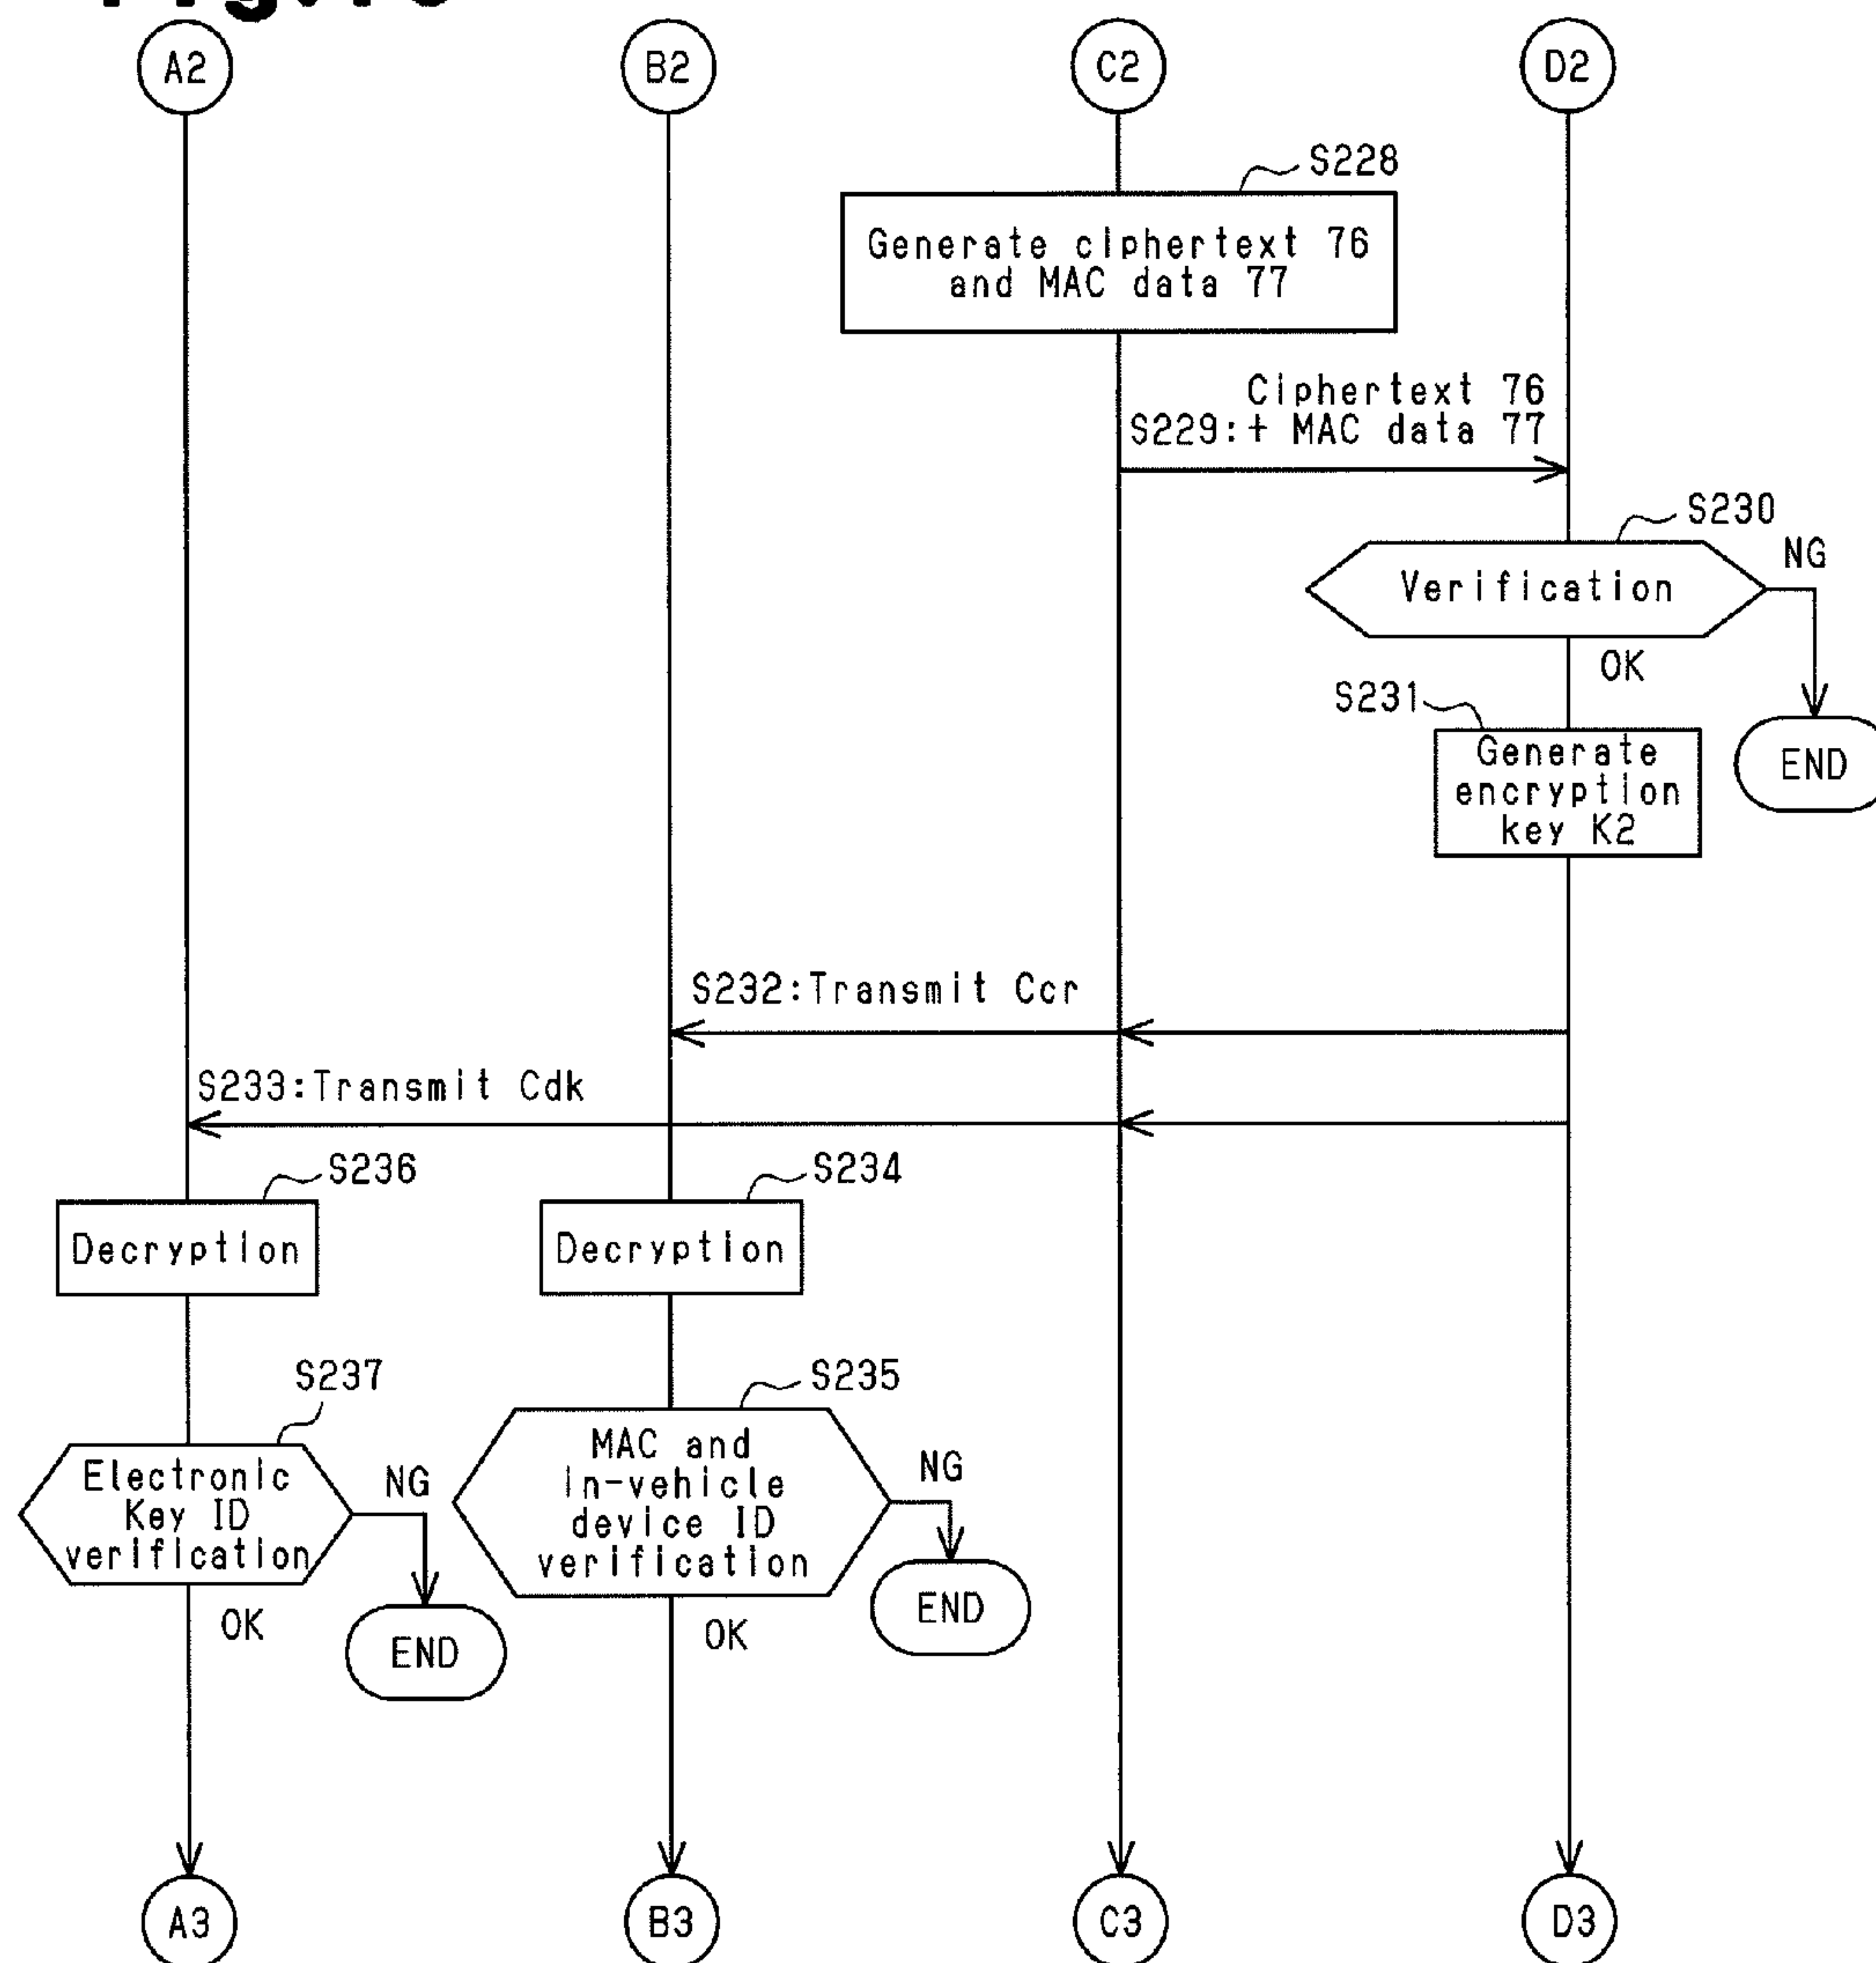 A2
B2
C2
D2
S228
Generate ciphertext 76
and MAC data 77
Ciphertext 76
S229:+ MAC data 77
S230
Verification
NG
OK
S231
Generate
encryption
key K2
END
S232:Transmit Ccr
S233:Transmit Cdk
S236
S234
Decryption
Decryption
S237
S235
Electronic
Key ID
verification
NG
MAC and
in-vehicle
device ID
verification
NG
END
OK
END
OK
A3
B3
C3
D3